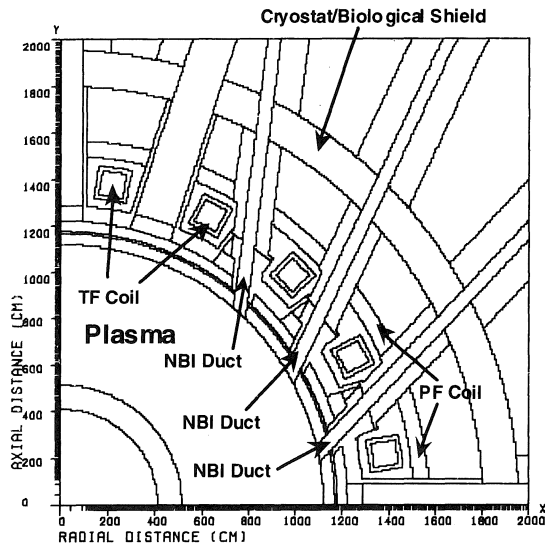 Cryostat/Biological Shield
Y
2000
1800
1600
1400
1200
1000
800
600
400
200
0
TF Coil
Plasma
NBI Duct
NBI Duct
NBI Duct
PF Coil
AXIAL DISTANCE (CM)
0 200 400 600 800 1000 1200 1400 1600 1800 2000 X
RADIAL DISTANCE (CM)